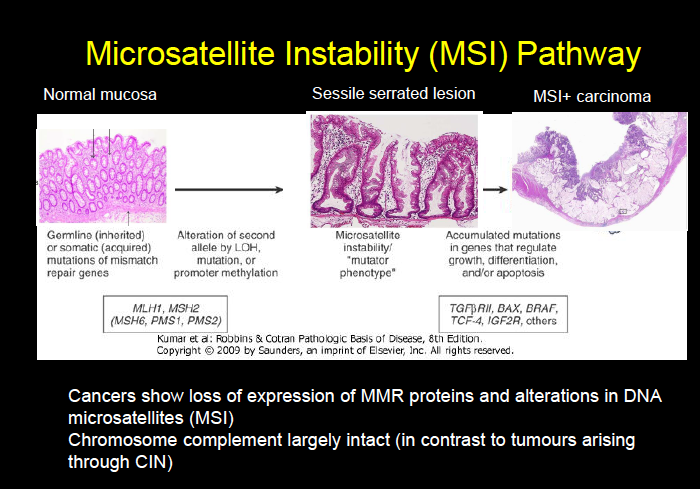 Microsatellite Instability (MSI) Pathway
Normal mucosa
Sessile serrated lesion
MSI+ carcinoma
Germline (inherited)
or somatic (acquired)
mutations of mismatch
repair genes
Alteration of second
allele by LOH,
mutation, or
promoter methylation
Microsatellite
instability/
"mutator
phenotype"
Accumulated mutations
in genes that regulate
growth, differentiation,
and/or apoptosis
MLH1, MSH2
(MSH6, PMS1, PMS2)
TGFβRII, BAX, BRAF,
TCF-4, IGF2R, others
Kumar et al: Robbins & Cotran Pathologic Basis of Disease, 8th Edition.
Copyright © 2009 by Saunders, an imprint of Elsevier, Inc. All rights reserved.
Cancers show loss of expression of MMR proteins and alterations in DNA
microsatellites (MSI)
Chromosome complement largely intact (in contrast to tumours arising
through CIN)